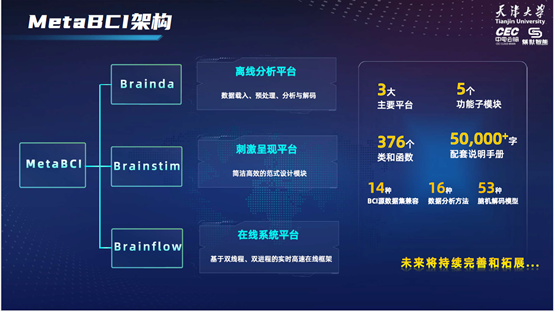 MetaBCI架构
天津大学
Tianjin University
CEC
中电云脑
MetaBCI
Brainda
离线分析平台
数据载入、预处理、分析与解码
Brainstim
刺激呈现平台
简洁高效的范式设计模块
Brainflow
在线系统平台
基于双线程、双进程的实时高速在线框架
3大
主要平台
5个
功能子模块
376个
类和函数
50,000+字
配套说明手册
14种
BCI源数据集兼容
16种
数据分析方法
53种
脑机解码模型
未来将持续完善和拓展...